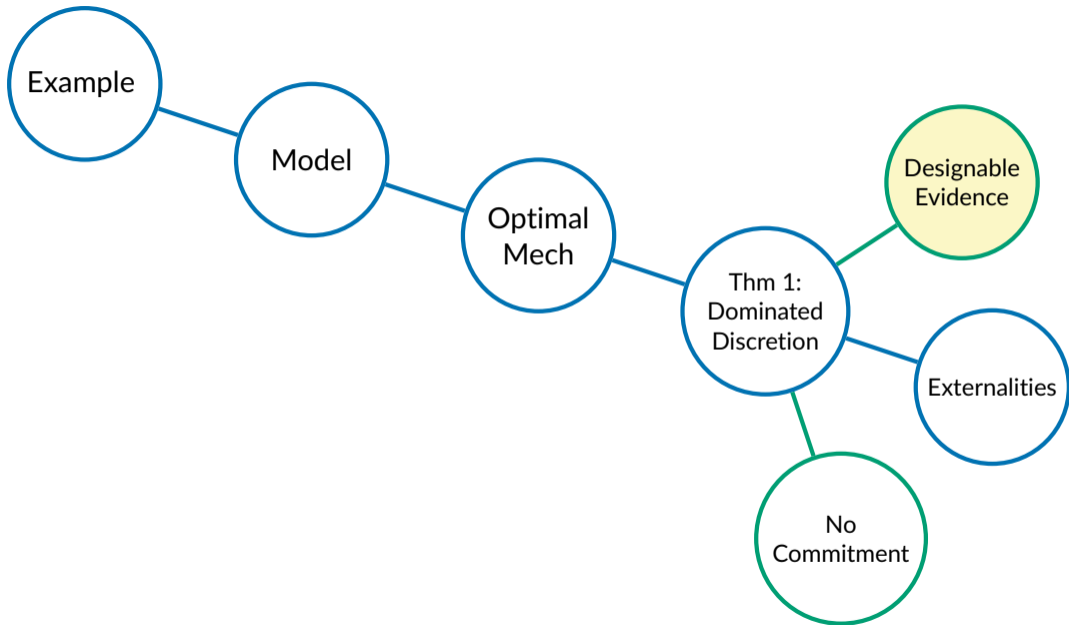 Example
Model
Optimal
Mech
Thm 1:
Dominated
Discretion
Designable
Evidence
Externalities
No
Commitment